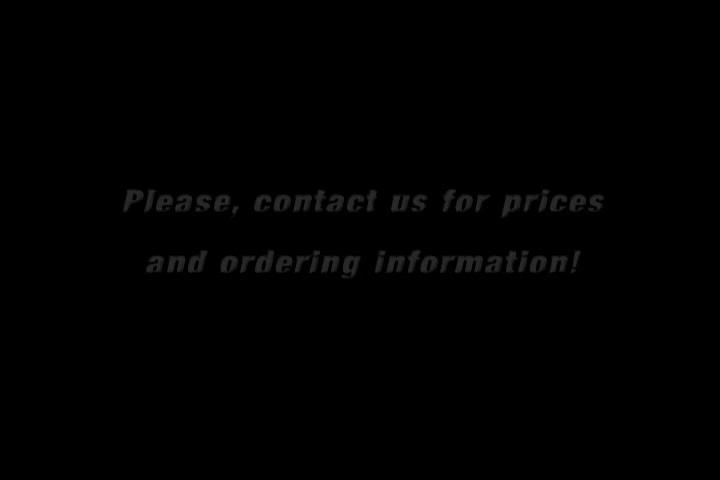 Please, contact us for prices
and ordering information!